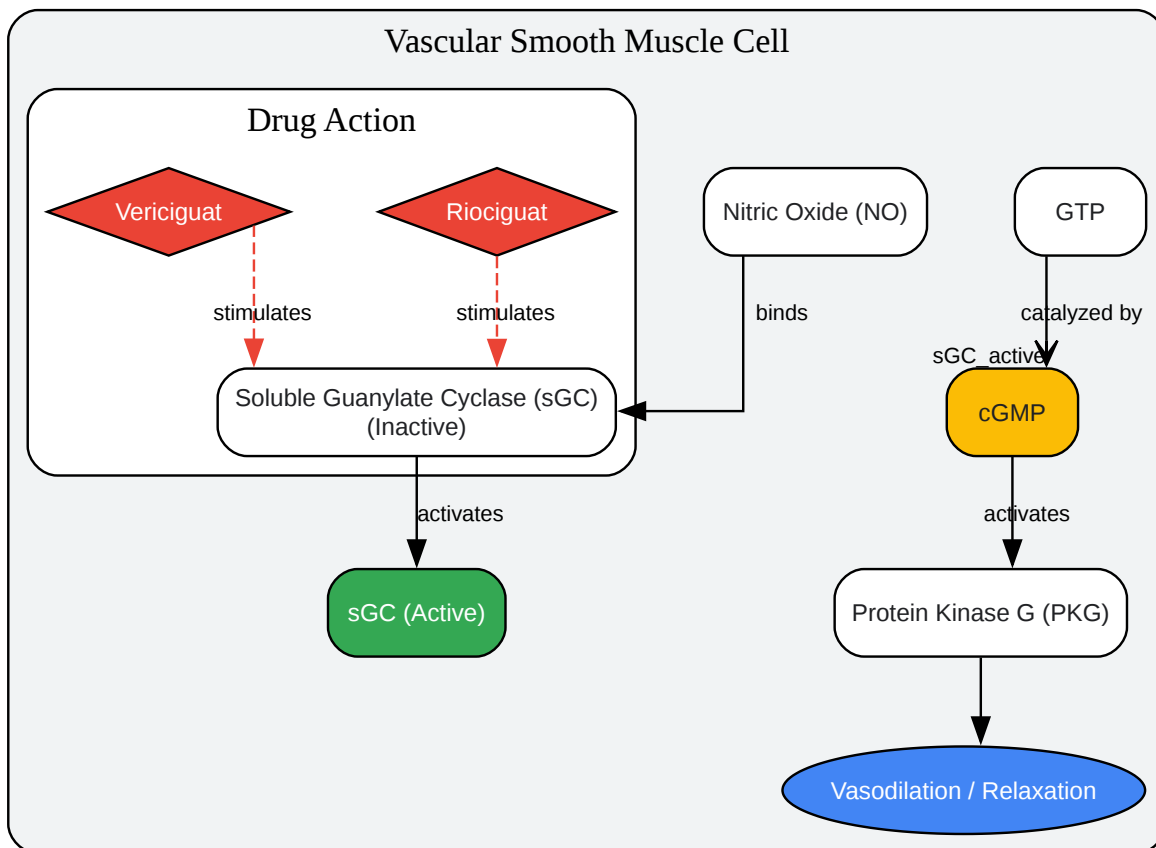 Vascular Smooth Muscle Cell
Drug Action
Vericiguat
Riociguat
Nitric Oxide (NO)
GTP
stimulates
stimulates
binds
catalyzed by
sGC_active
Soluble Guanylate Cyclase (sGC)
(Inactive)
cGMP
activates
activates
sGC (Active)
Protein Kinase G (PKG)
Vasodilation / Relaxation